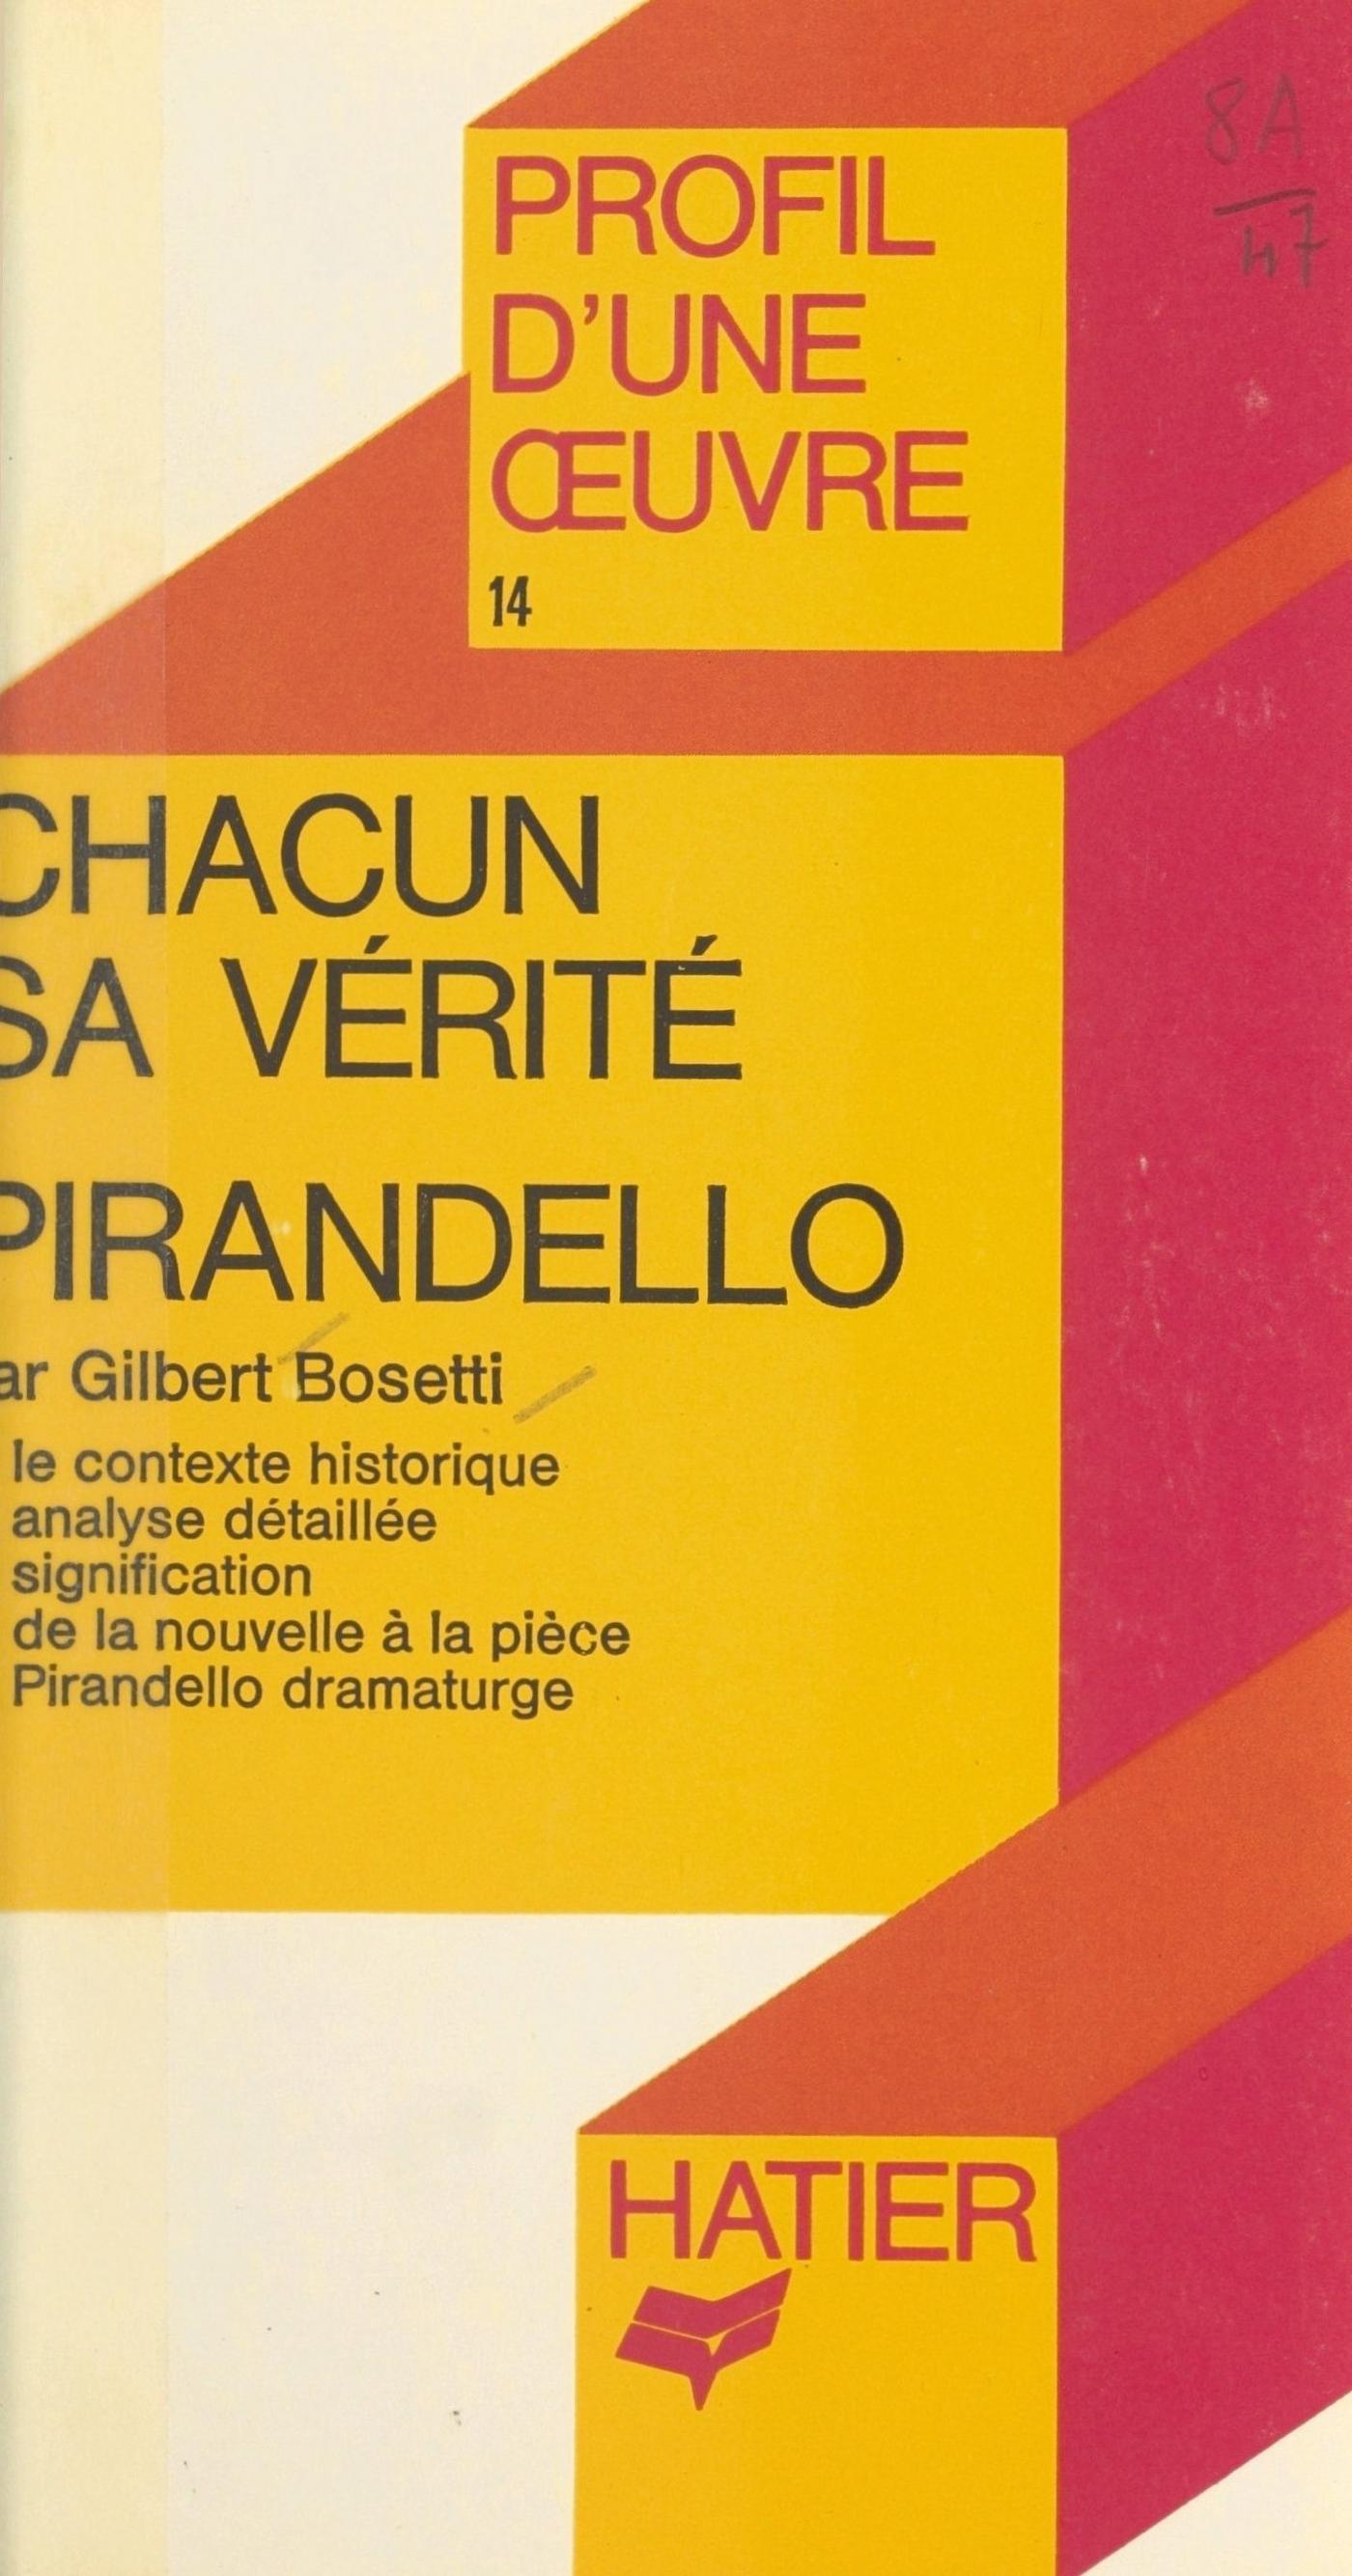 8A
47
PROFIL
D'UNE
ŒUVRE
14
CHACUN
SA VÉRITÉ
PIRANDELLO
ar Gilbert Bosetti
le contexte historique
analyse détaillée
signification
de la nouvelle à la pièce
Pirandello dramaturge
HATIER